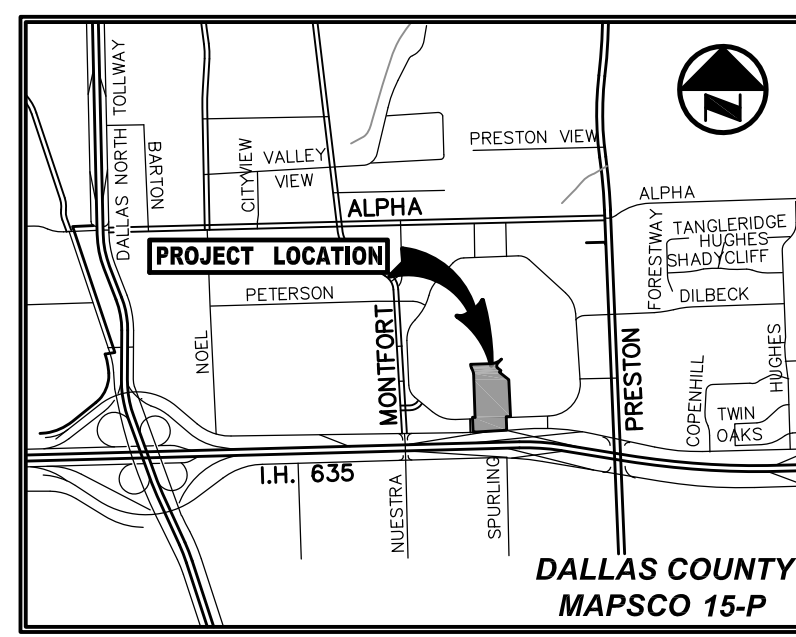 DALLAS NORTH TOLLWAY
BARTON
CITYVIEW
VALLEY
VIEW
PRESTON VIEW
ALPHA
ALPHA
PROJECT LOCATION
FORESTWAY
TANGLERIDGE
HUGHES
SHADYCLIFF
DILBECK
PETERSON
NOEL
MONTFORT
PRESTON
COPENHILL
HUGHES
TWIN
OAKS
I.H. 635
NUESTRA
SPURLING
N
DALLAS COUNTY
MAPSCO 15-P